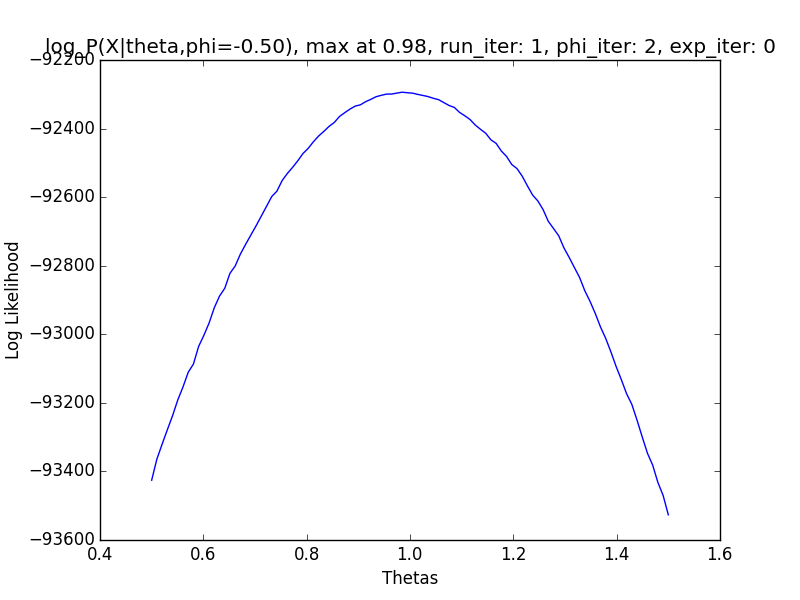 log P(X|theta,phi=-0.50), max at 0.98, run_iter: 1, phi_iter: 2, exp_iter: 0
−92200
−92400
−92600
−92800
−93000
−93200
−93400
−93600
Log Likelihood
0.4 0.6 0.8 1.0 1.2 1.4 1.6
Thetas